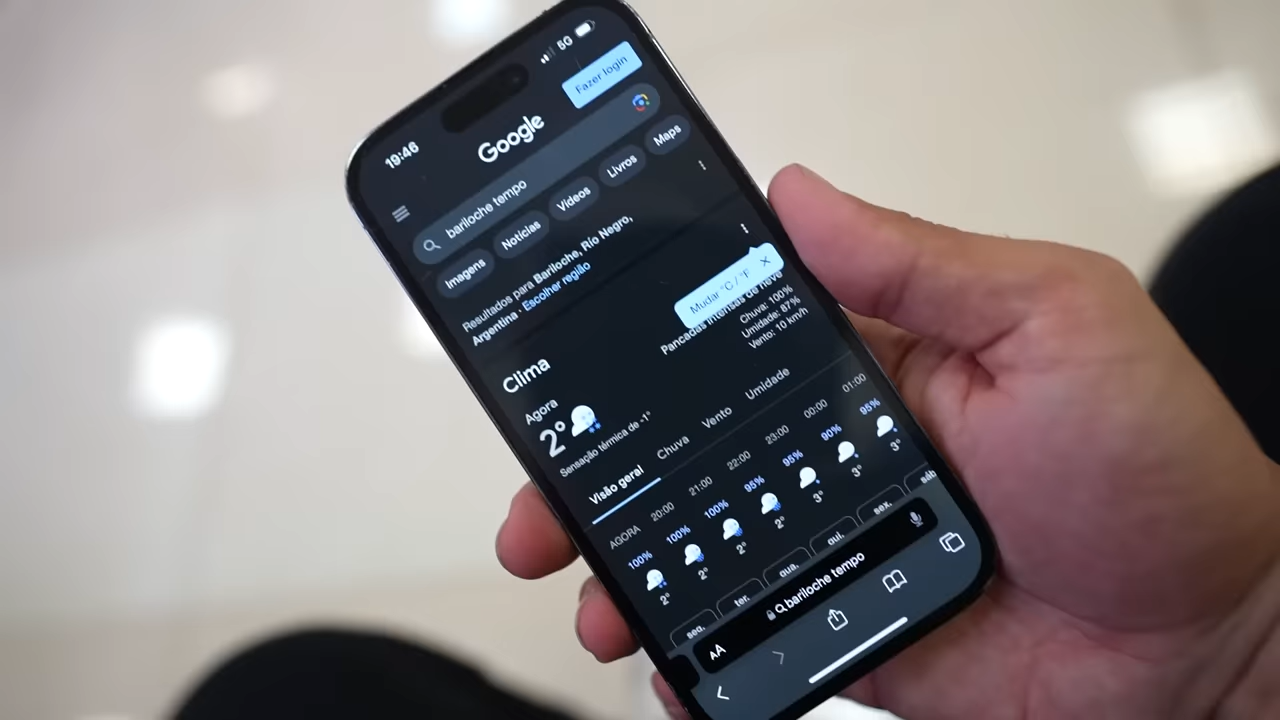 19:46
5G
Fazer login
Google
bariloche tempo
Imagens Notícias Vídeos Livros Maps
Resultados para Bariloche, Río Negro,
Argentina · Escolher região
Mudar °C / °F
Clima
Pancadas intensas de neve
Chuva: 100%
Umidade: 87%
Vento: 10 km/h
Agora
2°
Sensação térmica de -1°
Visão geral Chuva Vento Umidade
AGORA 20:00 21:00 22:00 23:00 00:00 01:00
100% 100% 100% 95% 95% 90% 95%
2° 2° 2° 2° 3° 3° 3°
seg. ter. qua. qui. sex. sáb
AA bariloche tempo